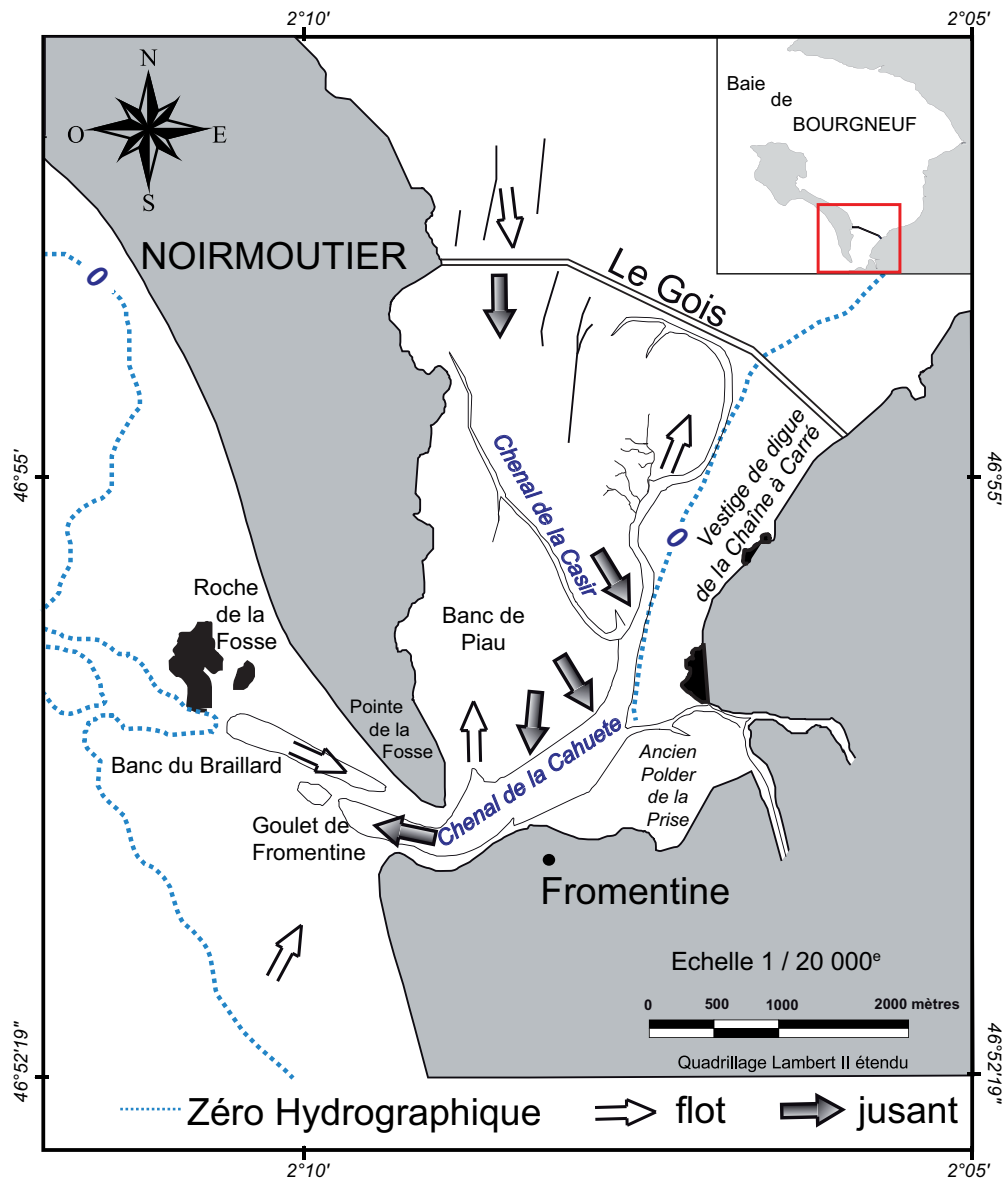 2°10'
2°05'
N
O
E
S
Baie
de
BOURGNEUF
NOIRMOUTIER
0
Le Gois
46°55'
46°55'
Chenal de la Casir
0
Vestige de digue
de la Chaîne à Carré
Roche
de la
Fosse
Banc de
Piau
Pointe
de la
Fosse
Banc du Braillard
Chenal de la Cahuete
Ancien
Polder
de la
Prise
Goulet de
Fromentine
Fromentine
Echelle 1 / 20 000e
0 500 1000 2000 mètres
Quadrillage Lambert II étendu
46°52'19"
46°52'19"
Zéro Hydrographique
flot
jusant
2°10'
2°05'